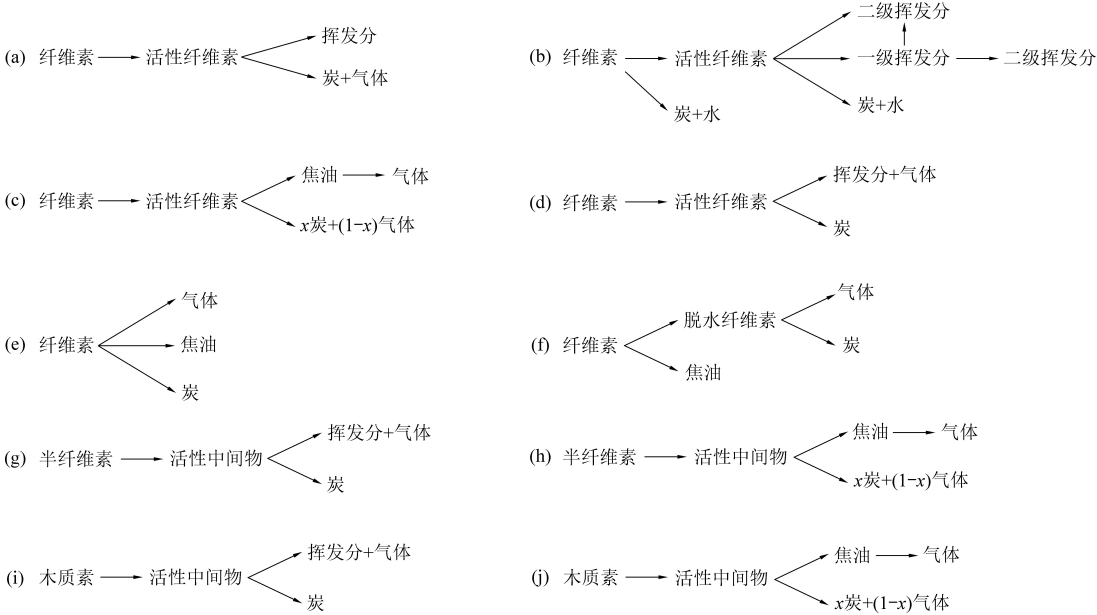 (a) 纤维素 活性纤维素 挥发分
炭+气体
(b) 纤维素 活性纤维素 二级挥发分
一级挥发分 二级挥发分
炭+水
炭+水
(c) 纤维素 活性纤维素 焦油 气体
x炭+(1−x)气体
(d) 纤维素 活性纤维素 挥发分+气体
炭
(e) 纤维素 气体
焦油
炭
(f) 纤维素 脱水纤维素 气体
炭
焦油
(g) 半纤维素 活性中间物 挥发分+气体
炭
(h) 半纤维素 活性中间物 焦油 气体
x炭+(1−x)气体
(i) 木质素 活性中间物 挥发分+气体
炭
(j) 木质素 活性中间物 焦油 气体
x炭+(1−x)气体